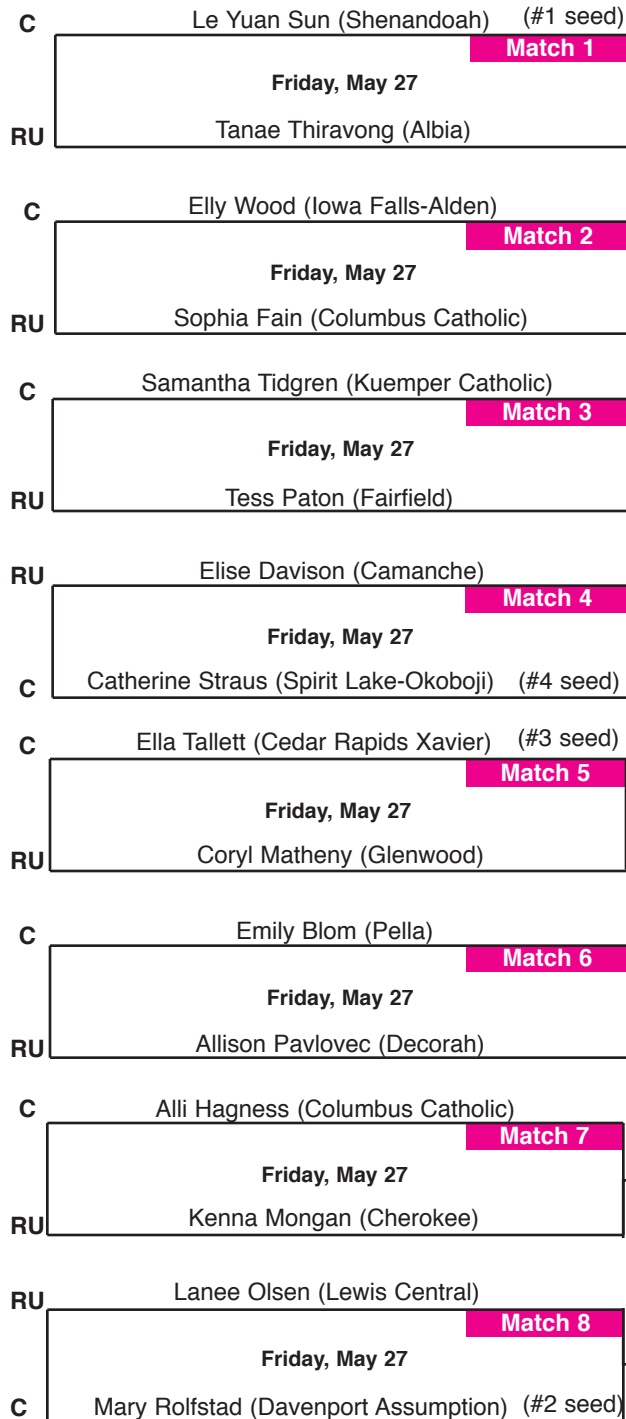 C Le Yuan Sun (Shenandoah) (#1 seed)
Match 1
Friday, May 27
RU Tanae Thiravong (Albia)
C Elly Wood (Iowa Falls-Alden)
Match 2
Friday, May 27
RU Sophia Fain (Columbus Catholic)
C Samantha Tidgren (Kuemper Catholic)
Match 3
Friday, May 27
RU Tess Paton (Fairfield)
RU Elise Davison (Camanche)
Match 4
Friday, May 27
C Catherine Straus (Spirit Lake-Okoboji) (#4 seed)
C Ella Tallett (Cedar Rapids Xavier) (#3 seed)
Match 5
Friday, May 27
RU Coryl Matheny (Glenwood)
C Emily Blom (Pella)
Match 6
Friday, May 27
RU Allison Pavlovec (Decorah)
C Alli Hagness (Columbus Catholic)
Match 7
Friday, May 27
RU Kenna Mongan (Cherokee)
RU Lanee Olsen (Lewis Central)
Match 8
Friday, May 27
C Mary Rolfstad (Davenport Assumption) (#2 seed)